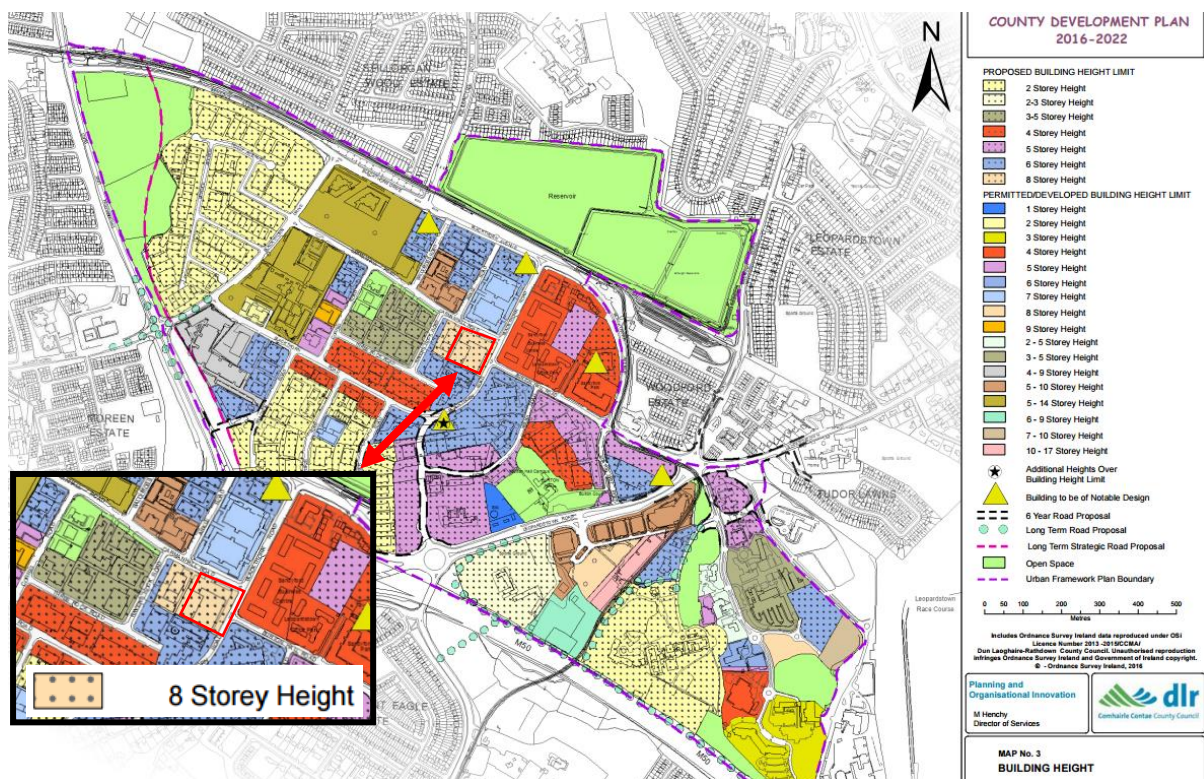 COUNTY DEVELOPMENT PLAN
2016-2022
N
PROPOSED BUILDING HEIGHT LIMIT
2 Storey Height
2-3 Storey Height
3-5 Storey Height
4 Storey Height
5 Storey Height
6 Storey Height
8 Storey Height
PERMITTED/DEVELOPED BUILDING HEIGHT LIMIT
1 Storey Height
2 Storey Height
3 Storey Height
4 Storey Height
5 Storey Height
6 Storey Height
7 Storey Height
8 Storey Height
9 Storey Height
2 - 5 Storey Height
3 - 5 Storey Height
4 - 9 Storey Height
5 - 10 Storey Height
5 - 14 Storey Height
6 - 9 Storey Height
7 - 10 Storey Height
10 - 17 Storey Height
Additional Heights Over
Building Height Limit
Building to be of Notable Design
6 Year Road Proposal
Long Term Road Proposal
Long Term Strategic Road Proposal
Open Space
Urban Framework Plan Boundary
0 50 100 200 300 400 500
Metres
Includes Ordnance Survey Ireland data reproduced under OSi
Licence Number 2013 -2015/CCMA/
Dun Laoghaire-Rathdown County Council. Unauthorised reproduction
infringes Ordnance Survey Ireland and Government of Ireland copyright.
© - Ordnance Survey Ireland, 2016
Planning and
Organisational Innovation
M Henchy
Director of Services
dlr
Comhairle Contae County Council
MAP No. 3
BUILDING HEIGHT
ESTATE
Reservoir
LEOPARDSTOWN
ESTATE
Sports Ground
WOODFORD
ESTATE
ESTATE
TUDOR LAWNS
Leopardstown
Race Course
M50
M50
8 Storey Height